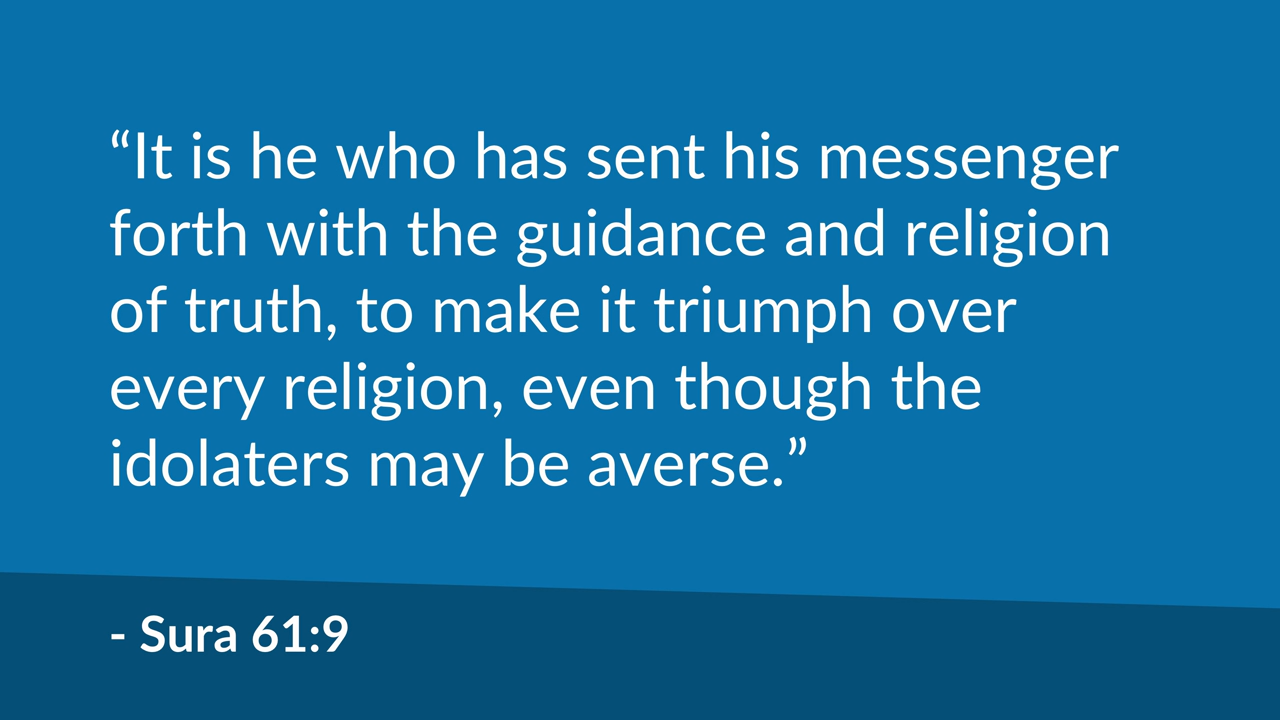 “It is he who has sent his messenger
forth with the guidance and religion
of truth, to make it triumph over
every religion, even though the
idolaters may be averse.”
- Sura 61:9